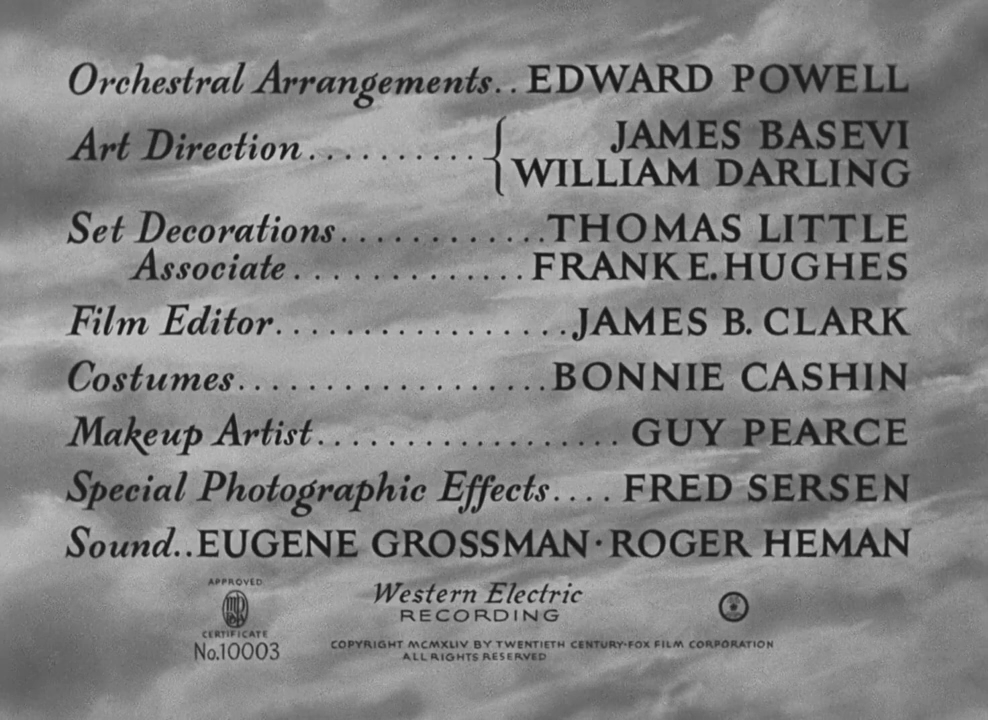 Orchestral Arrangements..EDWARD POWELL
Art Direction..........{JAMES BASEVI
WILLIAM DARLING
Set Decorations............THOMAS LITTLE
Associate.............FRANK E. HUGHES
Film Editor.................JAMES B. CLARK
Costumes..................BONNIE CASHIN
Makeup Artist..................GUY PEARCE
Special Photographic Effects....FRED SERSEN
Sound..EUGENE GROSSMAN·ROGER HEMAN
APPROVED
CERTIFICATE
No.10003
Western Electric
RECORDING
COPYRIGHT MCMXLIV BY TWENTIETH CENTURY-FOX FILM CORPORATION
ALL RIGHTS RESERVED